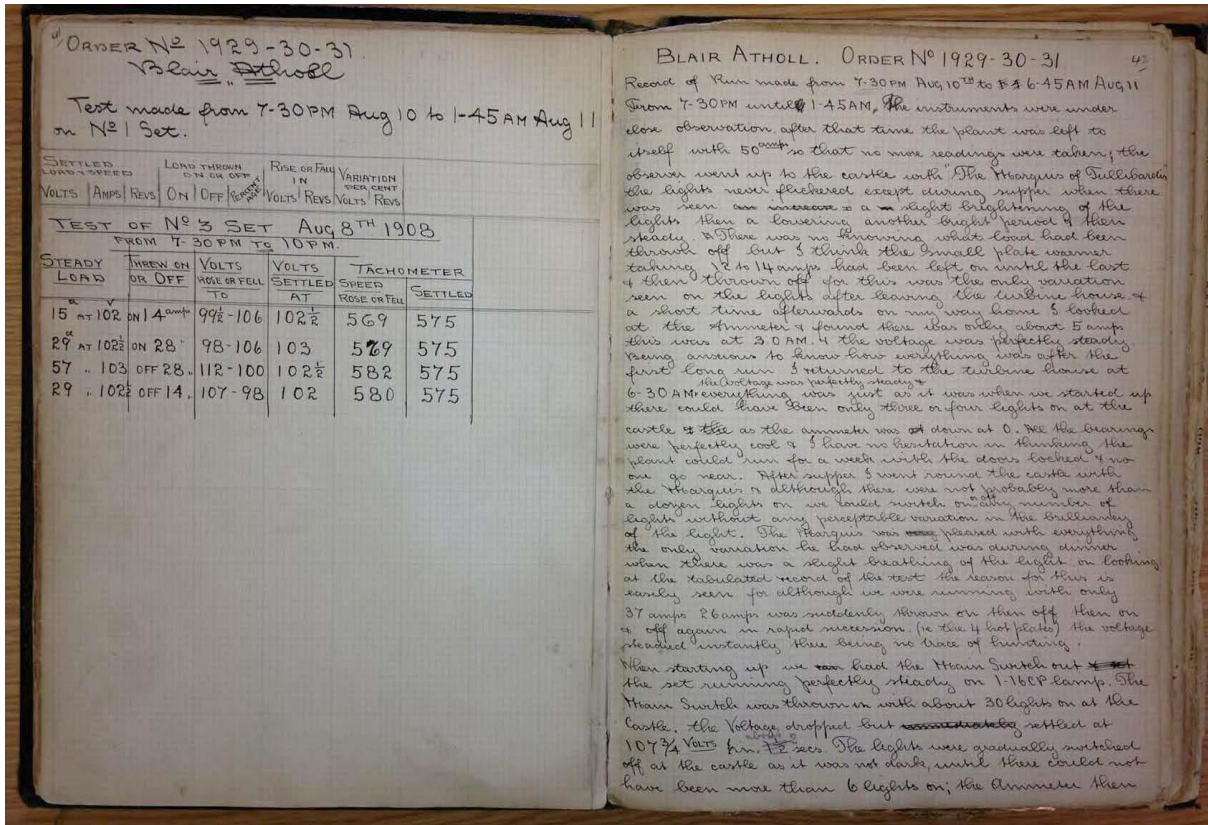 41
ORDER Nº 1929-30-31.
Blair Atholl
Test made from 7-30PM Aug 10 to 1-45AM Aug 11
on Nº 1 Set.
SETTLED LOAD & SPEED LOAD THROWN ON OR OFF RISE OR FALL IN VARIATION PER CENT
VOLTS AMPS REVS ON OFF PERCENTAGE VOLTS REVS VOLTS REVS
TEST OF Nº 3 SET AUG 8TH 1908
FROM 7-30PM TO 10PM.
STEADY LOAD THREW ON OR OFF VOLTS ROSE OR FELL TO VOLTS SETTLED AT TACHOMETER
SPEED ROSE OR FELL SETTLED
15 a AT 102 v ON 14 amps 99½-106 102½ 569 575
29 a AT 102½ ON 28 " 98-106 103 569 575
57 " 103 OFF 28 " 112-100 102½ 582 575
29 " 102½ OFF 14 " 107-98 102 580 575
42
BLAIR ATHOLL. ORDER Nº 1929-30-31
Record of Run made from 7-30PM AUG 10TH to 6-45AM AUG 11
From 7-30PM until 1-45AM, the instruments were under
close observation after that time the plant was left to
itself with 50 amps so that no more readings were taken; the
observer went up to the castle with "The Marquis of Tullibardin"
the lights never flickered except during supper when there
was seen an increase & a slight brightening of the
lights then a lowering another bright period & then
steady. There was no knowing what load had been
thrown off but I think the small plate warmer
taking 12 to 14 amps had been left on until the last
& then thrown off for this was the only variation
seen on the lights after leaving the turbine house &
a short time afterwards on my way home I looked
at the Ammeter & found there was only about 5 amps
this was at 3.0AM. & the voltage was perfectly steady.
Being anxious to know how everything was after the
first long run I returned to the turbine house at
the voltage was perfectly steady &
6-30AM everything was just as it was when we started up
there could have been only three or four lights on at the
castle & the as the ammeter was down at 0. All the bearings
were perfectly cool & I have no hesitation in thinking the
plant could run for a week with the doors locked & no
one go near. After supper I went round the castle with
the Marquis & although there were not probably more than
a dozen lights on we could switch on or off any number of
lights without any perceptable variation in the brilliancy
of the light. The Marquis was pleased with everything
the only variation he had observed was during dinner
when there was a slight breathing of the light on looking
at the tabulated record of the test the reason for this is
easily seen for although we were running with only
37 amps 26 amps was suddenly thrown on then off then on
& off again in rapid succession. (ie the 4 hot plates) the voltage
steadied instantly there being no trace of hunting.
When starting up we had the Main Switch out
the set running perfectly steady on 1-16CP lamp. The
Main Switch was thrown in with about 30 lights on at the
Castle. the Voltage dropped but immediately settled at
about
107¾ VOLTS in secs. The lights were gradually switched
off at the castle as it was not dark, until there could not
have been more than 6 lights on; the Ammeter then